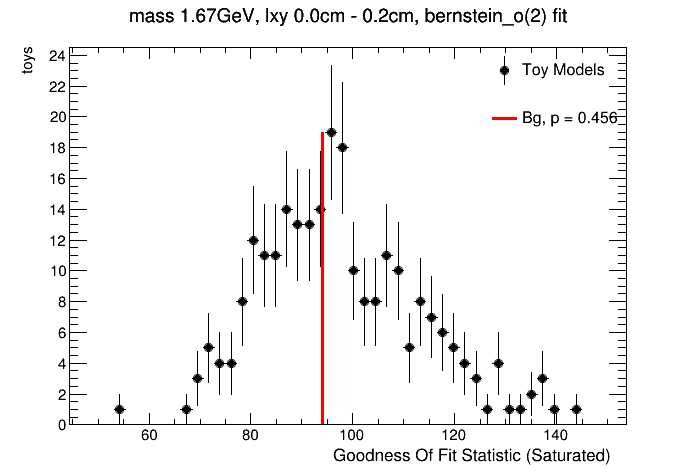 mass 1.67GeV, lxy 0.0cm - 0.2cm, bernstein_o(2) fit
toys
24
22
20
18
16
14
12
10
8
6
4
2
0
Toy Models
Bg, p = 0.456
60 80 100 120 140
Goodness Of Fit Statistic (Saturated)